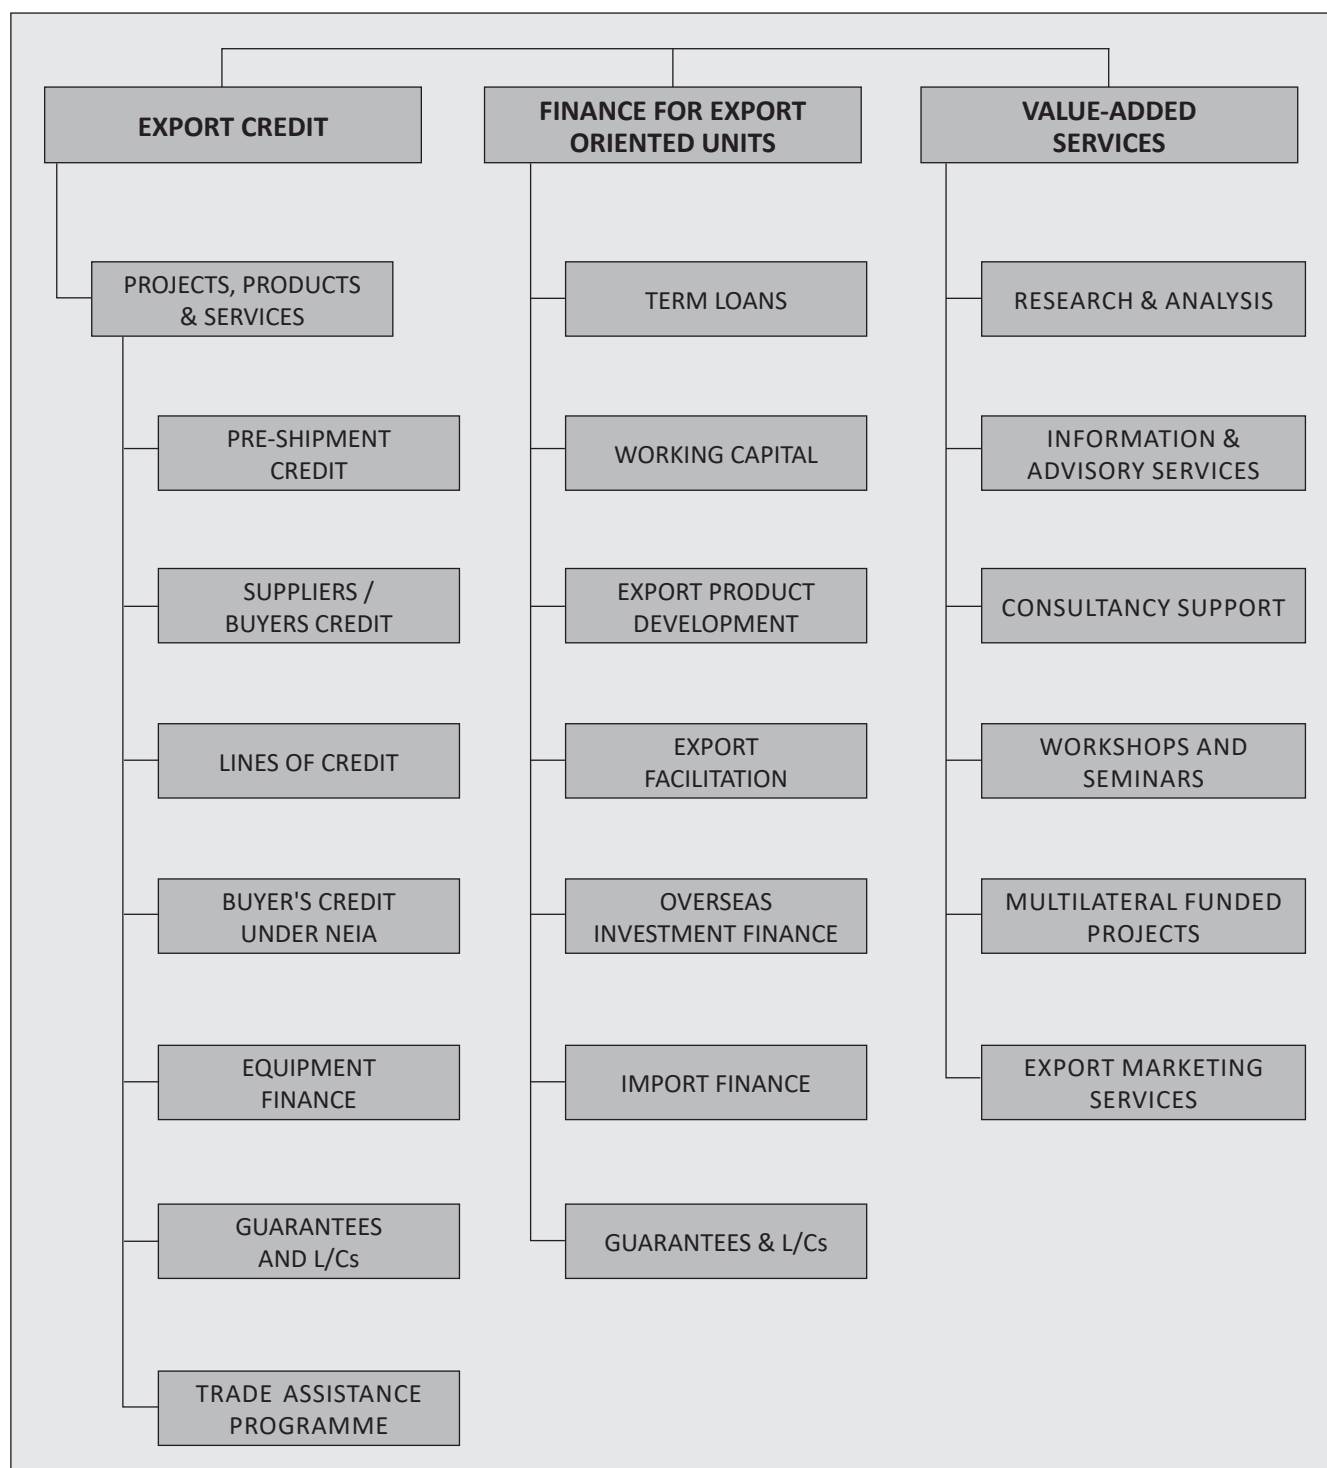 EXPORT CREDIT
PROJECTS, PRODUCTS
& SERVICES
PRE-SHIPMENT
CREDIT
SUPPLIERS /
BUYERS CREDIT
LINES OF CREDIT
BUYER'S CREDIT
UNDER NEIA
EQUIPMENT
FINANCE
GUARANTEES
AND L/Cs
TRADE ASSISTANCE
PROGRAMME
FINANCE FOR EXPORT
ORIENTED UNITS
TERM LOANS
WORKING CAPITAL
EXPORT PRODUCT
DEVELOPMENT
EXPORT
FACILITATION
OVERSEAS
INVESTMENT FINANCE
IMPORT FINANCE
GUARANTEES & L/Cs
VALUE-ADDED
SERVICES
RESEARCH & ANALYSIS
INFORMATION &
ADVISORY SERVICES
CONSULTANCY SUPPORT
WORKSHOPS AND
SEMINARS
MULTILATERAL FUNDED
PROJECTS
EXPORT MARKETING
SERVICES